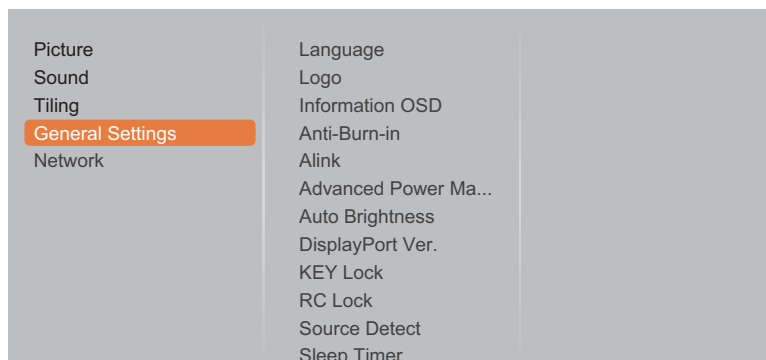 Picture
Sound
Tiling
General Settings
Network
Language
Logo
Information OSD
Anti-Burn-in
Alink
Advanced Power Ma...
Auto Brightness
DisplayPort Ver.
KEY Lock
RC Lock
Source Detect
Sleep Timer